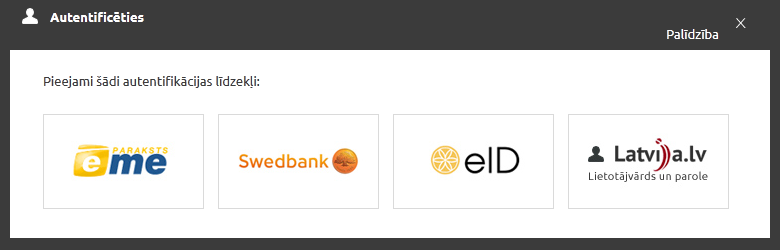 Autentificēties
Palīdzība
Pieejami šādi autentifikācijas līdzekļi:
PARAKSTS
eme
Swedbank
eID
Latvija.lv
Lietotājvārds un parole